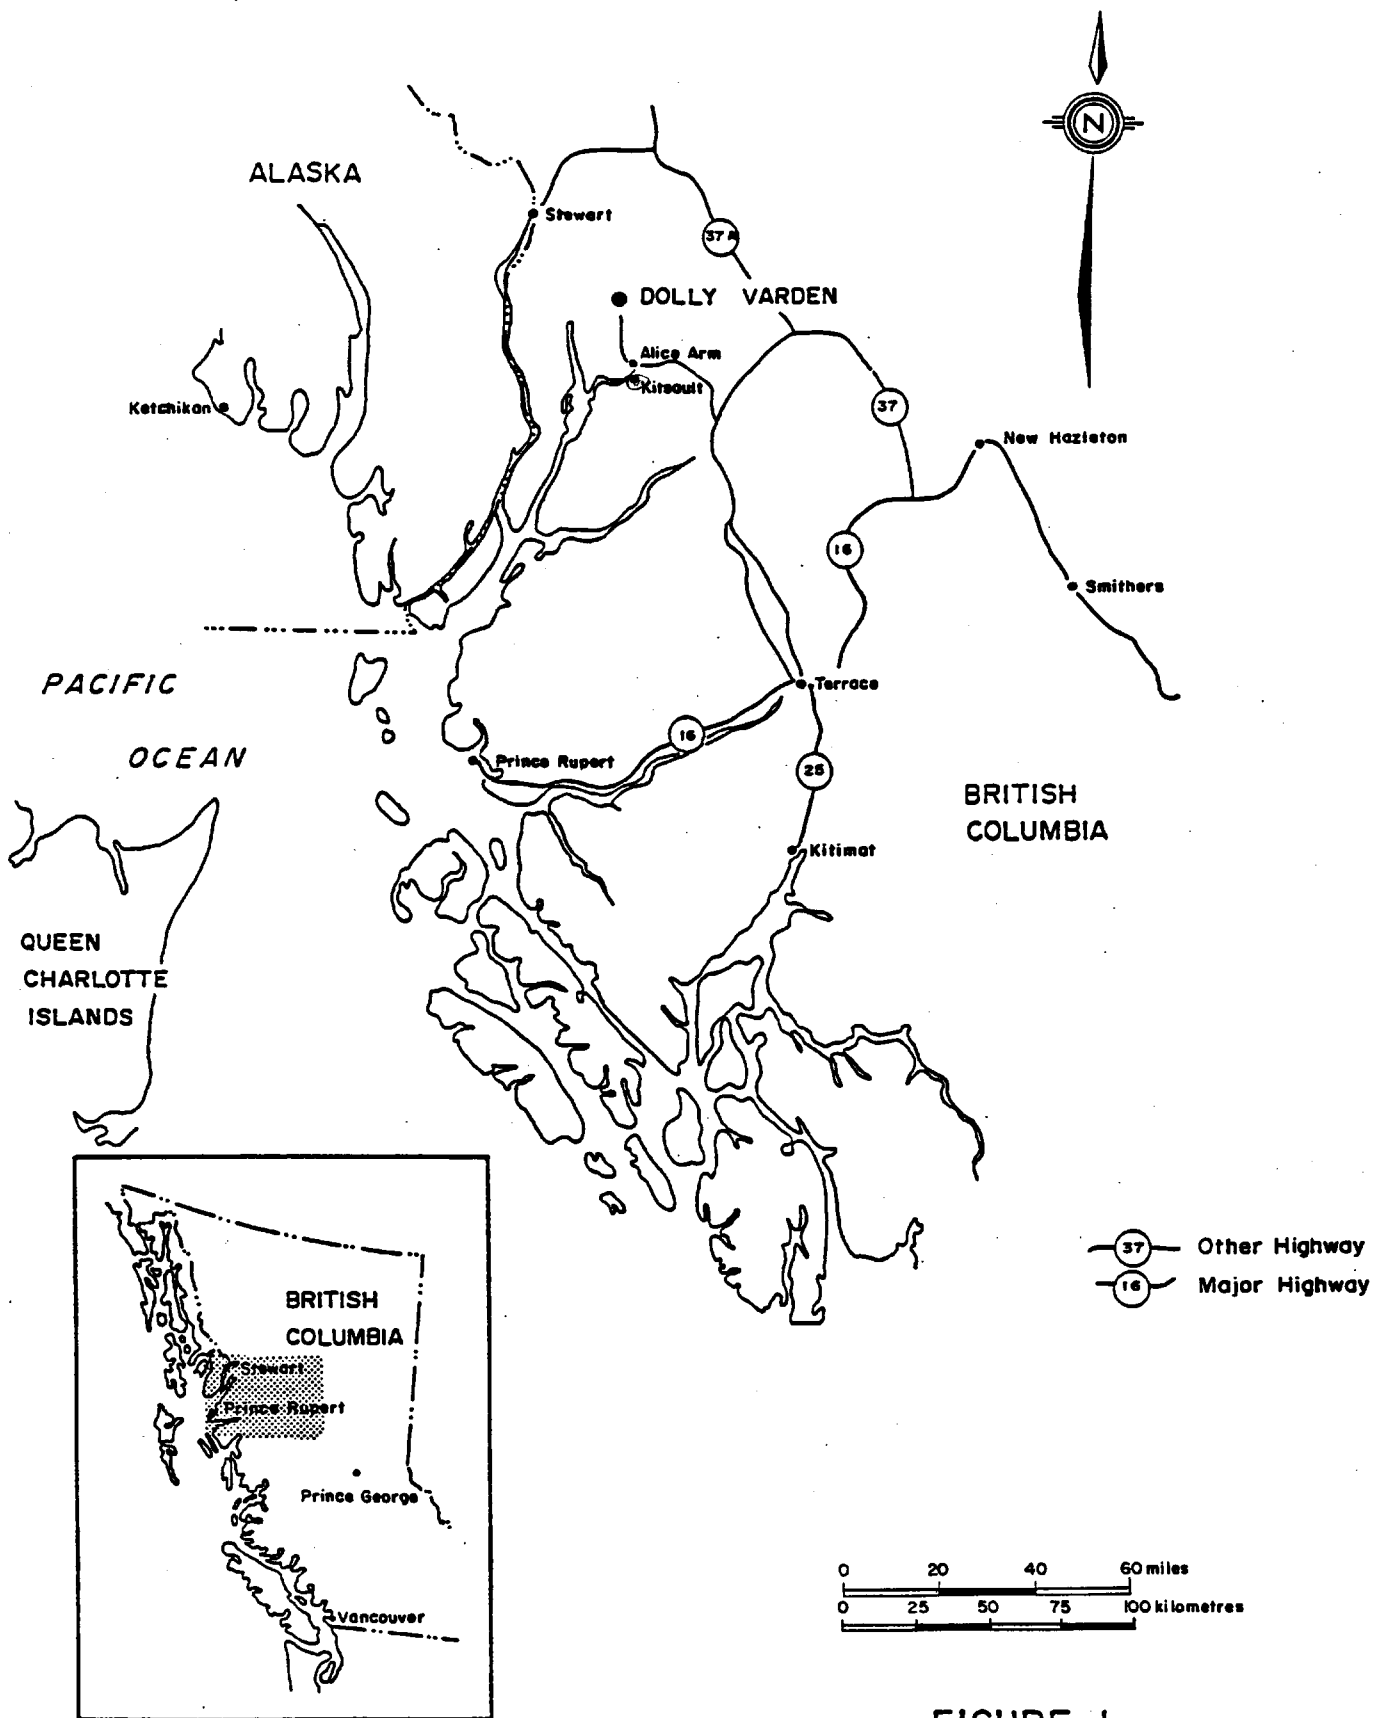 N
ALASKA
Stewart
37A
DOLLY VARDEN
Alice Arm
Kitsault
Ketchikan
37
New Hazleton
16
Smithers
Terrace
PACIFIC
OCEAN
16
Prince Rupert
25
BRITISH
COLUMBIA
Kitimat
QUEEN
CHARLOTTE
ISLANDS
37 Other Highway
16 Major Highway
BRITISH
COLUMBIA
Stewart
Prince Rupert
Prince George
Vancouver
0 20 40 60 miles
0 25 50 75 100 kilometres
FIGURE 1